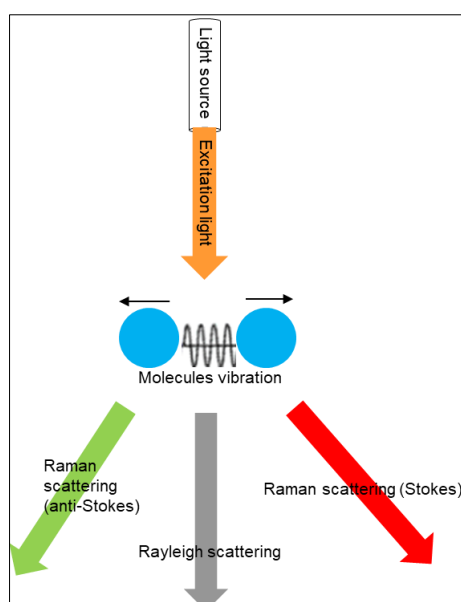 Light source
Excitation light
Molecules vibration
Raman
scattering
(anti-Stokes)
Raman scattering (Stokes)
Rayleigh scattering